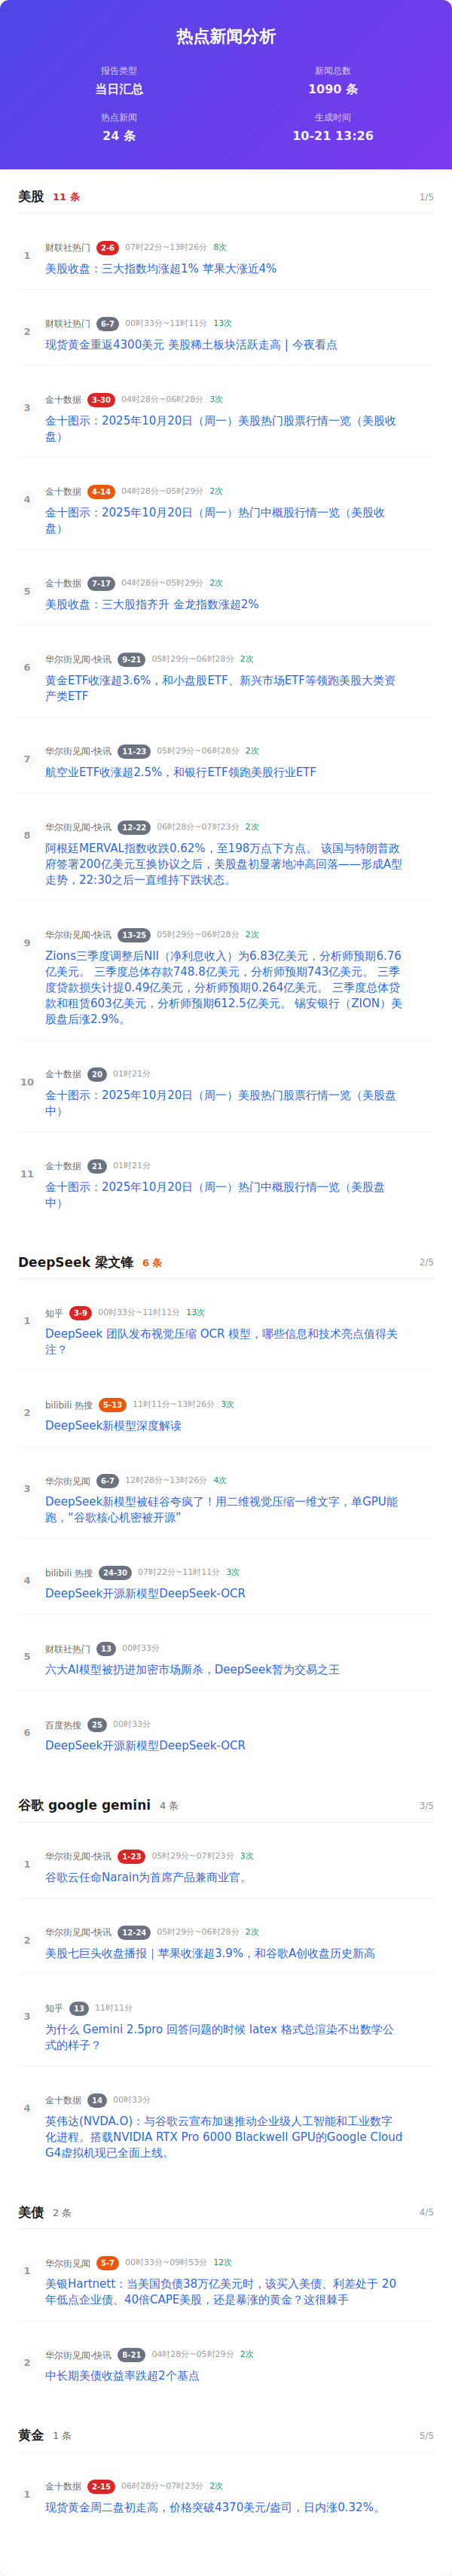 热点新闻分析
报告类型
当日汇总
新闻总数
1090 条
热点新闻
24 条
生成时间
10-21 13:26
美股 11 条 1/5
1
财联社热门 2-6 07时22分~13时26分 8次
美股收盘：三大指数均涨超1% 苹果大涨近4%
2
财联社热门 6-7 00时33分~11时11分 13次
现货黄金重返4300美元 美股稀土板块活跃走高 | 今夜看点
3
金十数据 3-30 04时28分~06时28分 3次
金十图示：2025年10月20日（周一）美股热门股票行情一览（美股收
盘）
4
金十数据 4-14 04时28分~05时29分 2次
金十图示：2025年10月20日（周一）热门中概股行情一览（美股收
盘）
5
金十数据 7-17 04时28分~05时29分 2次
美股收盘：三大股指齐升 金龙指数涨超2%
6
华尔街见闻-快讯 9-21 05时29分~06时28分 2次
黄金ETF收涨超3.6%，和小盘股ETF、新兴市场ETF等领跑美股大类资
产类ETF
7
华尔街见闻-快讯 11-23 05时29分~06时28分 2次
航空业ETF收涨超2.5%，和银行ETF领跑美股行业ETF
8
华尔街见闻-快讯 12-22 06时28分~07时23分 2次
阿根廷MERVAL指数收跌0.62%，至198万点下方点。 该国与特朗普政
府签署200亿美元互换协议之后，美股盘初显著地冲高回落——形成A型
走势，22:30之后一直维持下跌状态。
9
华尔街见闻-快讯 13-25 05时29分~06时28分 2次
Zions三季度调整后NII（净利息收入）为6.83亿美元，分析师预期6.76
亿美元。 三季度总体存款748.8亿美元，分析师预期743亿美元。 三季
度贷款损失计提0.49亿美元，分析师预期0.264亿美元。 三季度总体贷
款和租赁603亿美元，分析师预期612.5亿美元。 锡安银行（ZION）美
股盘后涨2.9%。
10
金十数据 20 01时21分
金十图示：2025年10月20日（周一）美股热门股票行情一览（美股盘
中）
11
金十数据 21 01时21分
金十图示：2025年10月20日（周一）热门中概股行情一览（美股盘
中）
DeepSeek 梁文锋 6 条 2/5
1
知乎 3-9 00时33分~11时11分 13次
DeepSeek 团队发布视觉压缩 OCR 模型，哪些信息和技术亮点值得关
注？
2
bilibili 热搜 5-13 11时11分~13时26分 3次
DeepSeek新模型深度解读
3
华尔街见闻 6-7 12时28分~13时26分 4次
DeepSeek新模型被硅谷夸疯了！用二维视觉压缩一维文字，单GPU能
跑，“谷歌核心机密被开源”
4
bilibili 热搜 24-30 07时22分~11时11分 3次
DeepSeek开源新模型DeepSeek-OCR
5
财联社热门 13 00时33分
六大AI模型被扔进加密市场厮杀，DeepSeek暂为交易之王
6
百度热搜 25 00时33分
DeepSeek开源新模型DeepSeek-OCR
谷歌 google gemini 4 条 3/5
1
华尔街见闻-快讯 1-23 05时29分~07时23分 3次
谷歌云任命Narain为首席产品兼商业官。
2
华尔街见闻-快讯 12-24 05时29分~06时28分 2次
美股七巨头收盘播报｜苹果收涨超3.9%，和谷歌A创收盘历史新高
3
知乎 13 11时11分
为什么 Gemini 2.5pro 回答问题的时候 latex 格式总渲染不出数学公
式的样子？
4
金十数据 14 00时33分
英伟达(NVDA.O)：与谷歌云宣布加速推动企业级人工智能和工业数字
化进程。搭载NVIDIA RTX Pro 6000 Blackwell GPU的Google Cloud
G4虚拟机现已全面上线。
美债 2 条 4/5
1
华尔街见闻 5-7 00时33分~09时53分 12次
美银Hartnett：当美国负债38万亿美元时，该买入美债、利差处于 20
年低点企业债、40倍CAPE美股，还是暴涨的黄金？这很棘手
2
华尔街见闻-快讯 8-21 04时28分~05时29分 2次
中长期美债收益率跌超2个基点
黄金 1 条 5/5
1
金十数据 2-15 06时28分~07时23分 2次
现货黄金周二盘初走高，价格突破4370美元/盎司，日内涨0.32%。